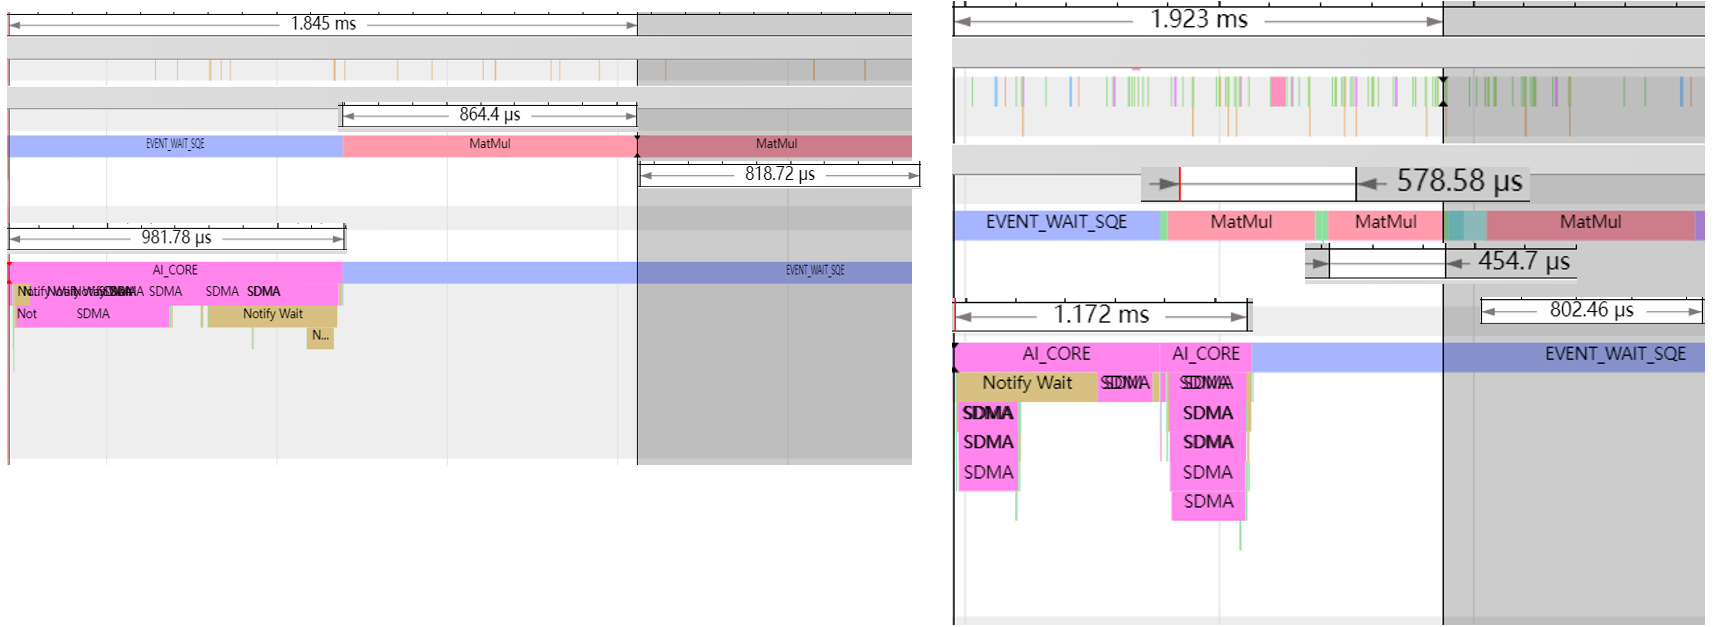 1.845 ms
864.4 µs
EVENT_WAIT_SQE
MatMul
MatMul
818.72 µs
981.78 µs
AI_CORE
EVENT_WAIT_SQE
SDMA
SDMA
SDMA
Not
SDMA
Notify Wait
N...
1.923 ms
578.58 µs
EVENT_WAIT_SQE
MatMul
MatMul
MatMul
454.7 µs
1.172 ms
802.46 µs
AI_CORE
AI_CORE
EVENT_WAIT_SQE
Notify Wait
SDMA
SDMA
SDMA
SDMA
SDMA
SDMA
SDMA
SDMA
SDMA